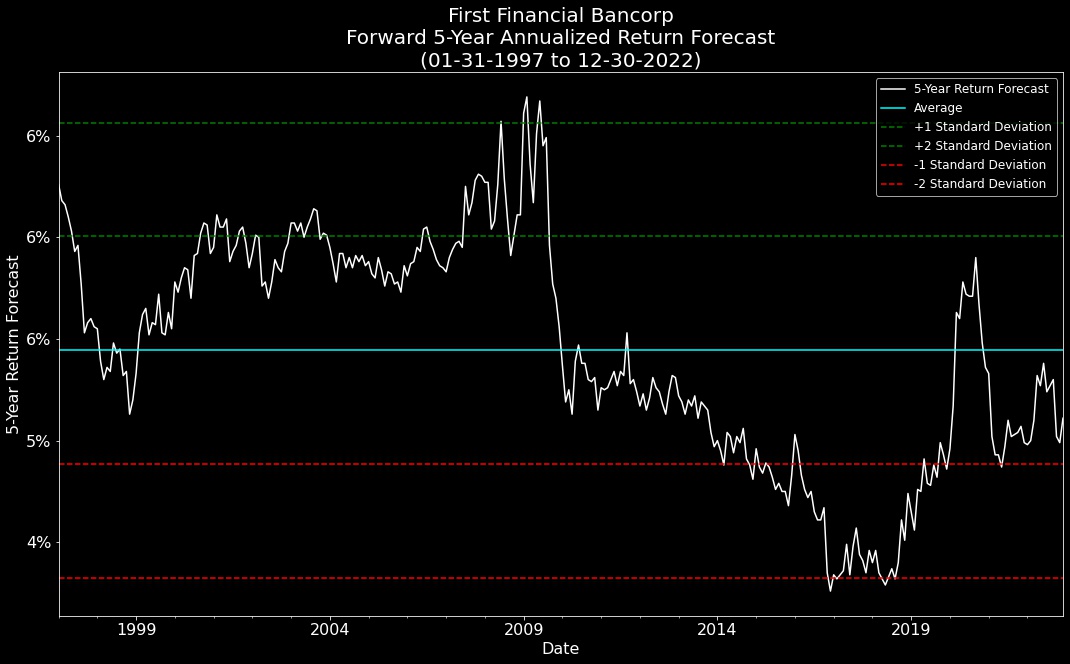 First Financial Bancorp
Forward 5-Year Annualized Return Forecast
(01-31-1997 to 12-30-2022)
5-Year Return Forecast
Average
+1 Standard Deviation
+2 Standard Deviation
-1 Standard Deviation
-2 Standard Deviation
6%
6%
6%
5%
4%
5-Year Return Forecast
1999
2004
2009
2014
2019
Date